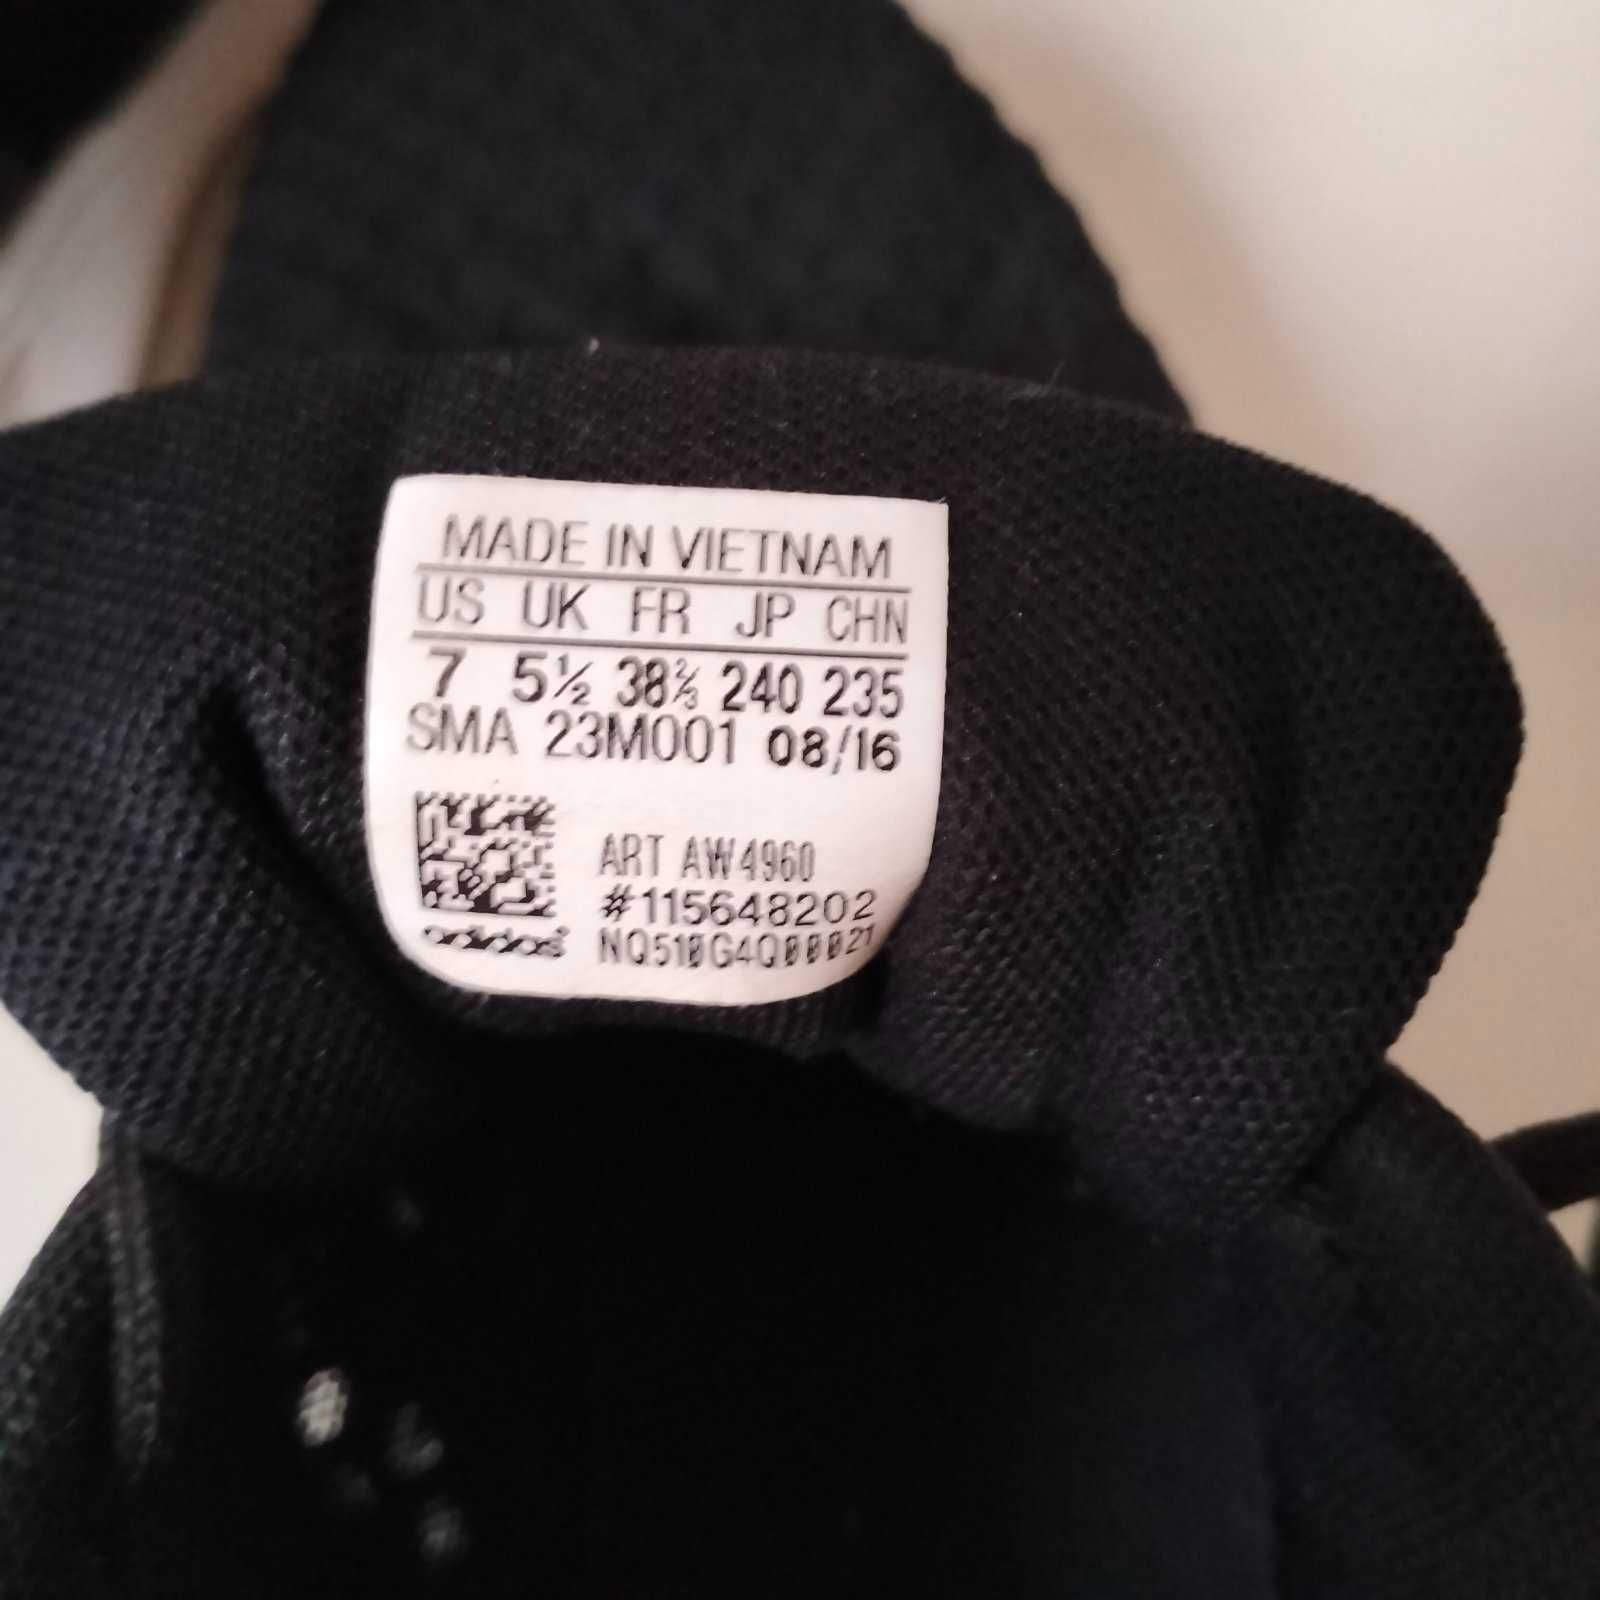 MADE IN VIETNAM
US UK FR JP CHN
7 5½ 38⅔ 240 235
SMA 23M001 08/16
ART AW4960
#115648202
adidas NQ510G4Q00021